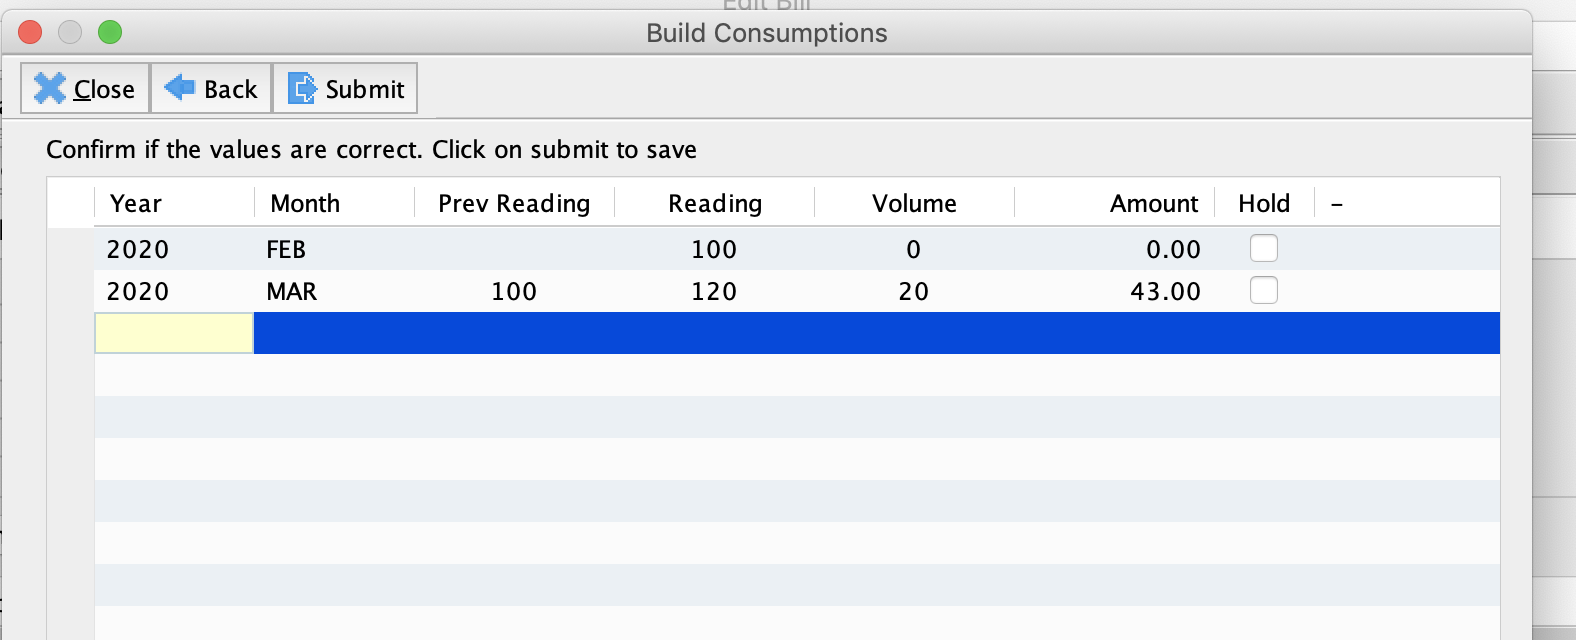 Edit Bill
Build Consumptions
Close Back Submit
Confirm if the values are correct. Click on submit to save
Year Month Prev Reading Reading Volume Amount Hold –
2020 FEB 100 0 0.00
2020 MAR 100 120 20 43.00